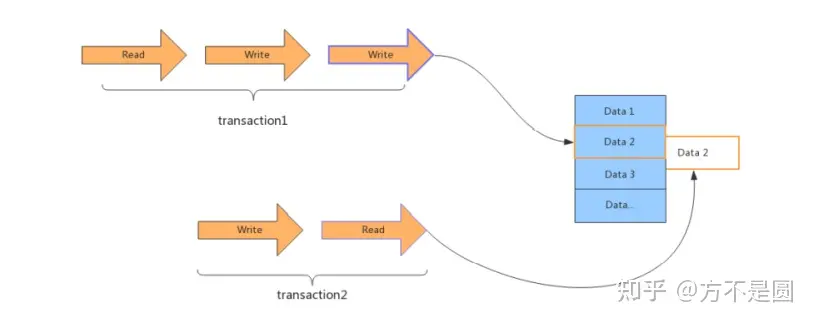 Read
Write
Write
transaction1
Data 1
Data 2
Data 2
Data 3
Data...
Write
Read
transaction2
知乎 @方不是圆